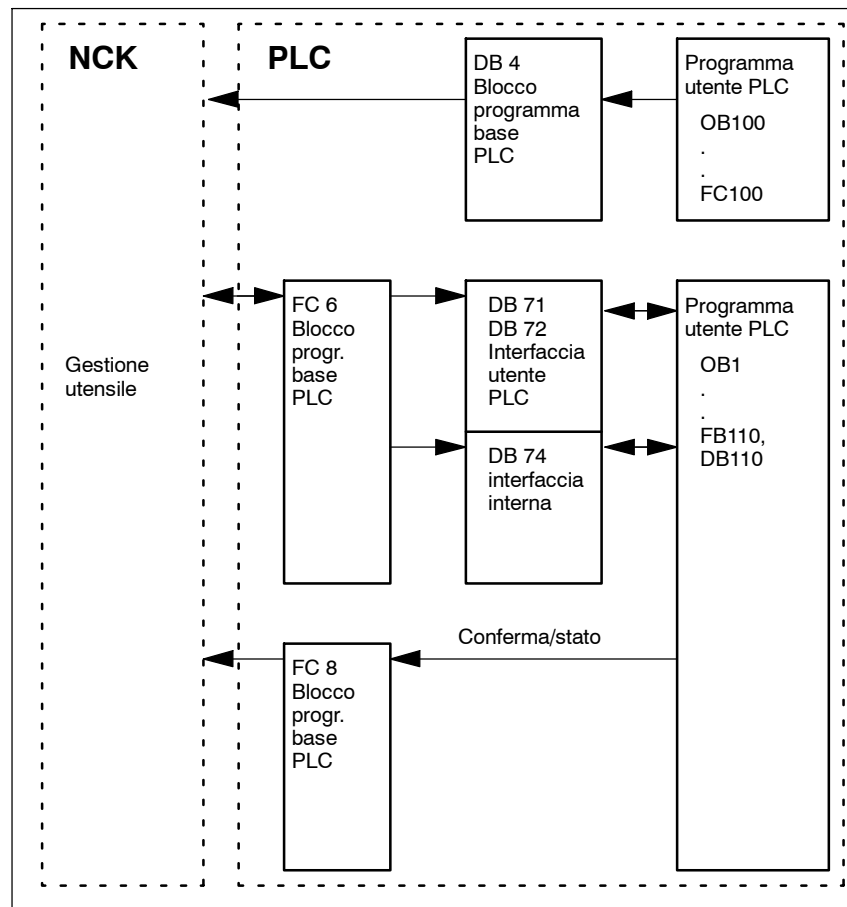 NCK
PLC
DB 4
Blocco
programma
base
PLC
Programma
utente PLC
OB100
.
.
FC100
Gestione
utensile
FC 6
Blocco
progr.
base
PLC
DB 71
DB 72
Interfaccia
utente
PLC
DB 74
interfaccia
interna
Programma
utente PLC
OB1
.
.
FB110,
DB110
Conferma/stato
FC 8
Blocco
progr.
base
PLC